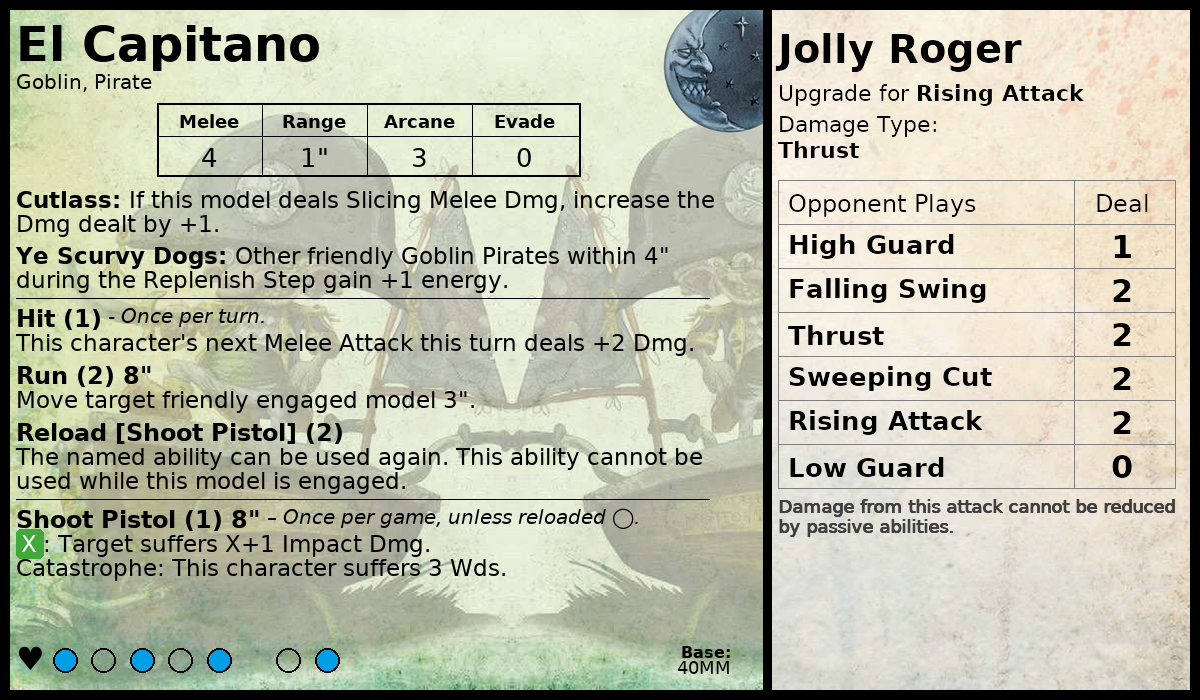 El Capitano
Goblin, Pirate
Melee Range Arcane Evade
4 1" 3 0
Cutlass: If this model deals Slicing Melee Dmg, increase the
Dmg dealt by +1.
Ye Scurvy Dogs: Other friendly Goblin Pirates within 4"
during the Replenish Step gain +1 energy.
Hit (1) - Once per turn.
This character's next Melee Attack this turn deals +2 Dmg.
Run (2) 8"
Move target friendly engaged model 3".
Reload [Shoot Pistol] (2)
The named ability can be used again. This ability cannot be
used while this model is engaged.
Shoot Pistol (1) 8" – Once per game, unless reloaded ◯.
X: Target suffers X+1 Impact Dmg.
Catastrophe: This character suffers 3 Wds.
Base:
40MM
Jolly Roger
Upgrade for Rising Attack
Damage Type:
Thrust
Opponent Plays Deal
High Guard 1
Falling Swing 2
Thrust 2
Sweeping Cut 2
Rising Attack 2
Low Guard 0
Damage from this attack cannot be reduced
by passive abilities.